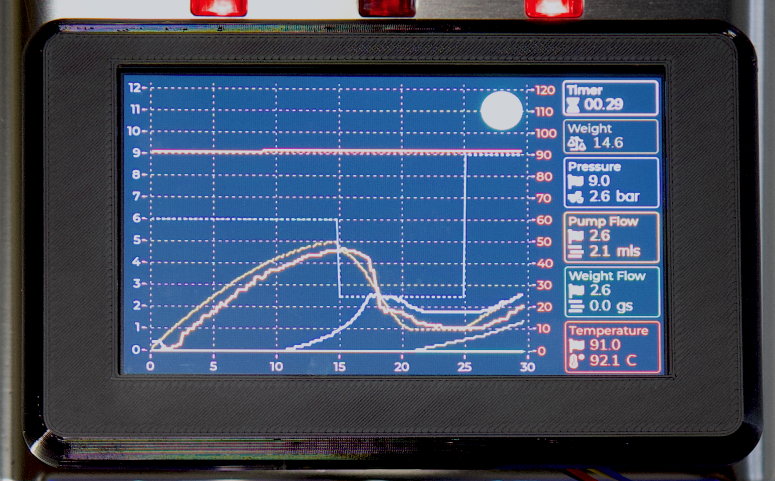 12
11
10
9
8
7
6
5
4
3
2
1
0
0 5 10 15 20 25 30
120
110
100
90
80
70
60
50
40
30
20
10
0
Timer
00.29
Weight
14.6
Pressure
9.0
2.6 bar
Pump Flow
2.6
2.1 mls
Weight Flow
2.6
0.0 gs
Temperature
91.0
92.1 C